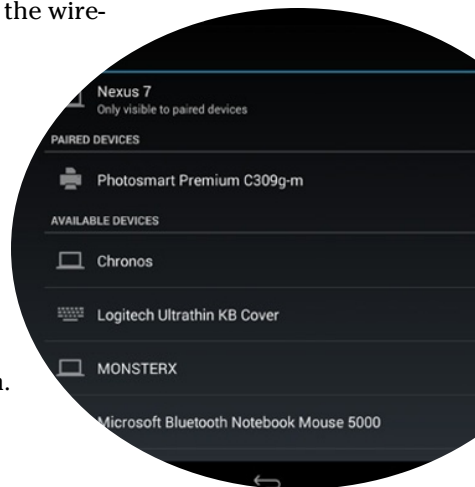 the wire-
Nexus 7
Only visible to paired devices
PAIRED DEVICES
Photosmart Premium C309g-m
AVAILABLE DEVICES
Chronos
Logitech Ultrathin KB Cover
MONSTERX
Microsoft Bluetooth Notebook Mouse 5000